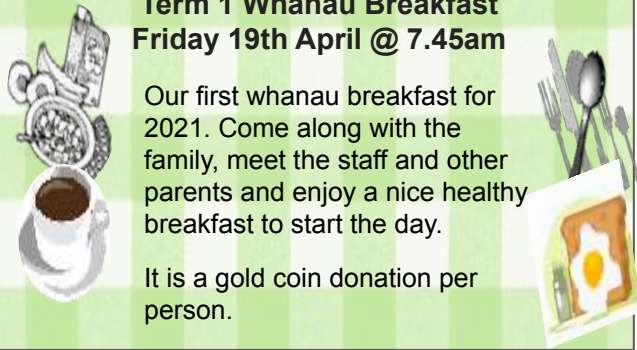 Term 1 Whanau Breakfast
Friday 19th April @ 7.45am
Our first whanau breakfast for
2021. Come along with the
family, meet the staff and other
parents and enjoy a nice healthy
breakfast to start the day.
It is a gold coin donation per
person.